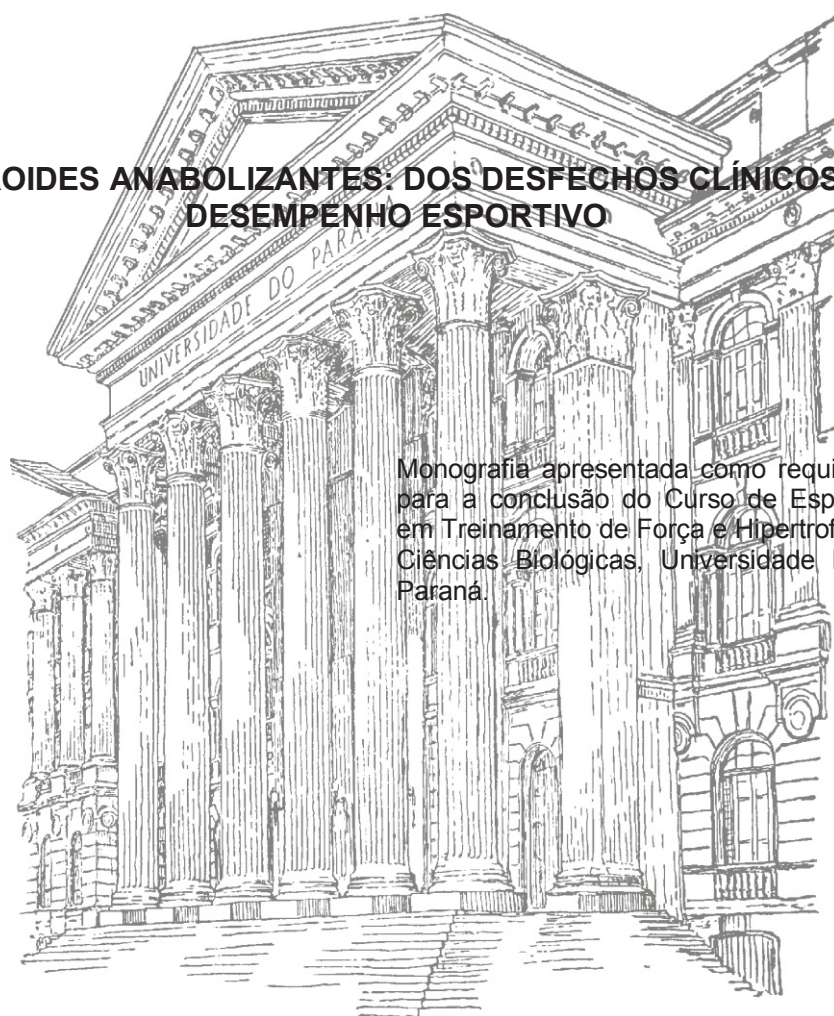 OIDES ANABOLIZANTES: DOS DESFECHOS CLÍNICOS
DESEMPENHO ESPORTIVO
UNIVERSIDADE DO PARA
Monografia apresentada como requi
para a conclusão do Curso de Esp
em Treinamento de Força e Hipertrof
Ciências Biológicas, Universidade
Paraná.